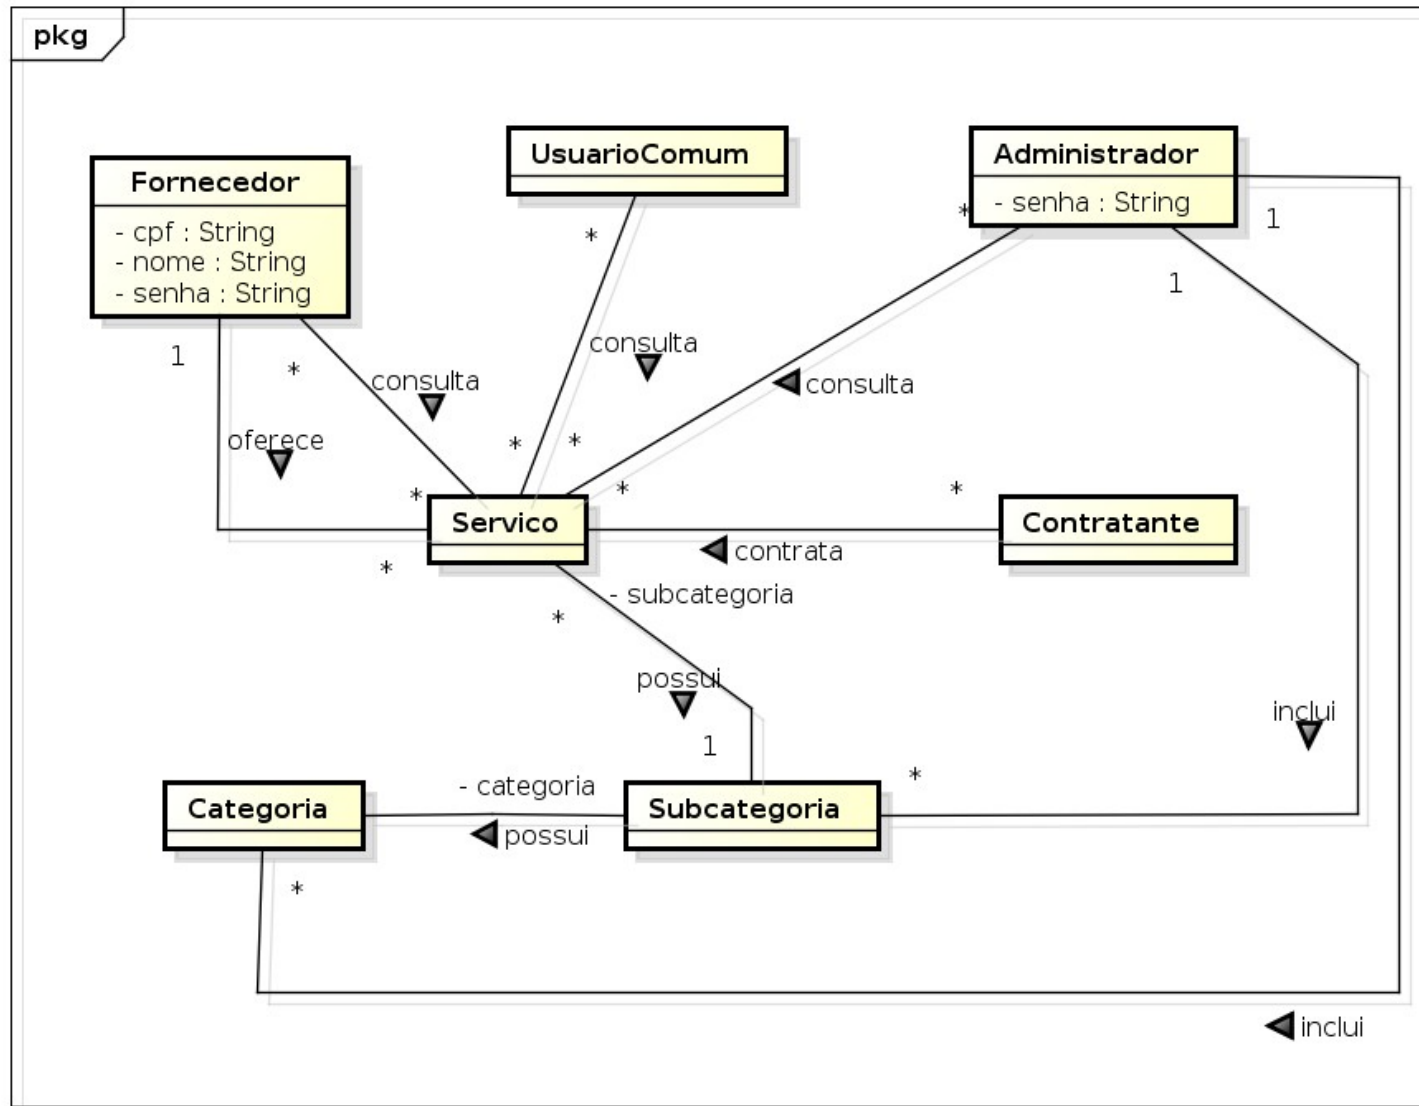 pkg
UsuarioComum
Administrador
- senha : String
Fornecedor
- cpf : String
- nome : String
- senha : String
*
*
1
1
1
*
consulta
consulta
consulta
oferece
*
*
*
*
*
Servico
Contratante
contrata
*
- subcategoria
*
possui
inclui
1
*
- categoria
Categoria
Subcategoria
possui
*
inclui